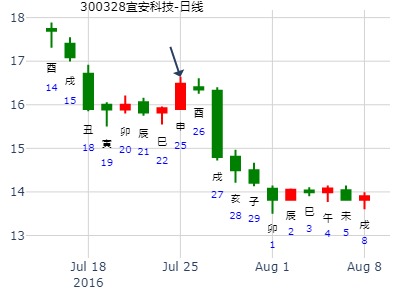 300328宜安科技-日线
18
17
16
15
14
13
酉
14
戌
15
丑
18
寅
19
卯
20
辰
21
巳
22
申
25
酉
26
戌
27
亥
28
子
29
卯
1
辰
2
巳
3
午
4
未
5
戌
8
Jul 18
2016
Jul 25
Aug 1
Aug 8